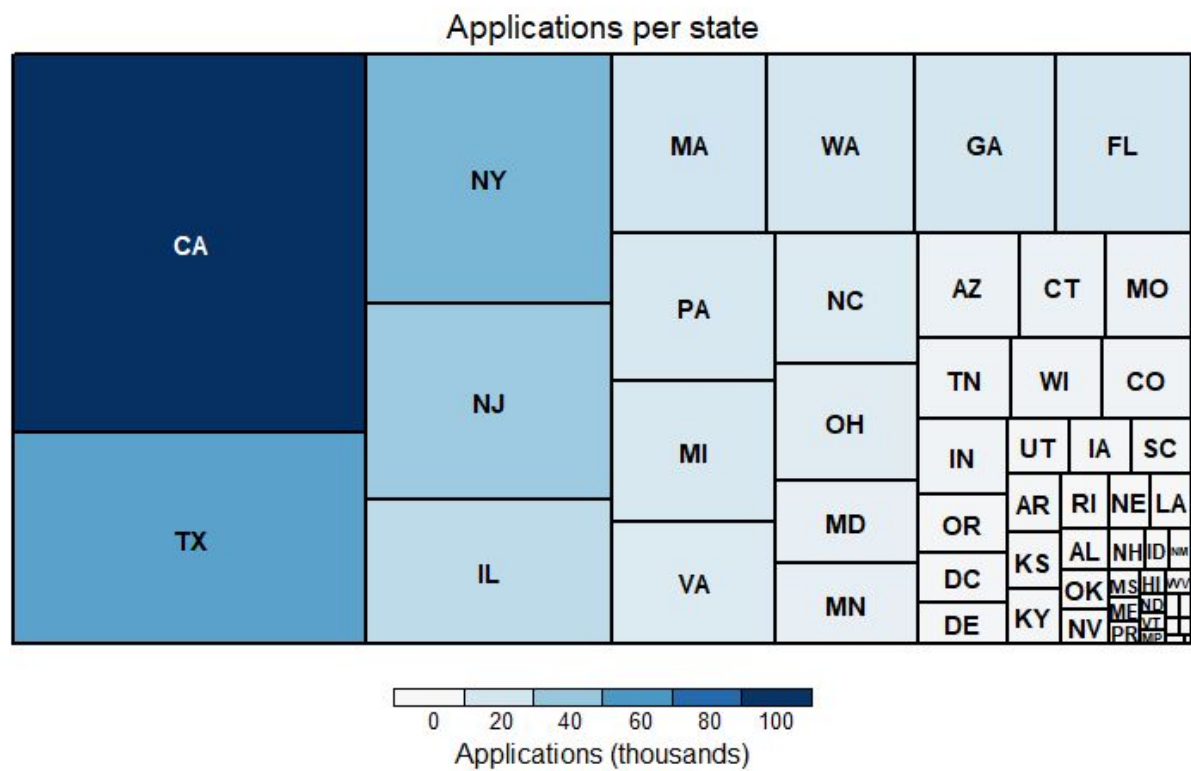 Applications per state
CA
NY
MA
WA
GA
FL
PA
NC
AZ
CT
MO
TX
NJ
MI
OH
TN
WI
CO
IL
VA
MD
IN
UT
IA
SC
MN
OR
AR
RI
NE
LA
DC
KS
AL
NH
ID
NM
DE
KY
OK
MS
HI
WV
NV
ME
ND
PR
VT
MP
0 20 40 60 80 100
Applications (thousands)